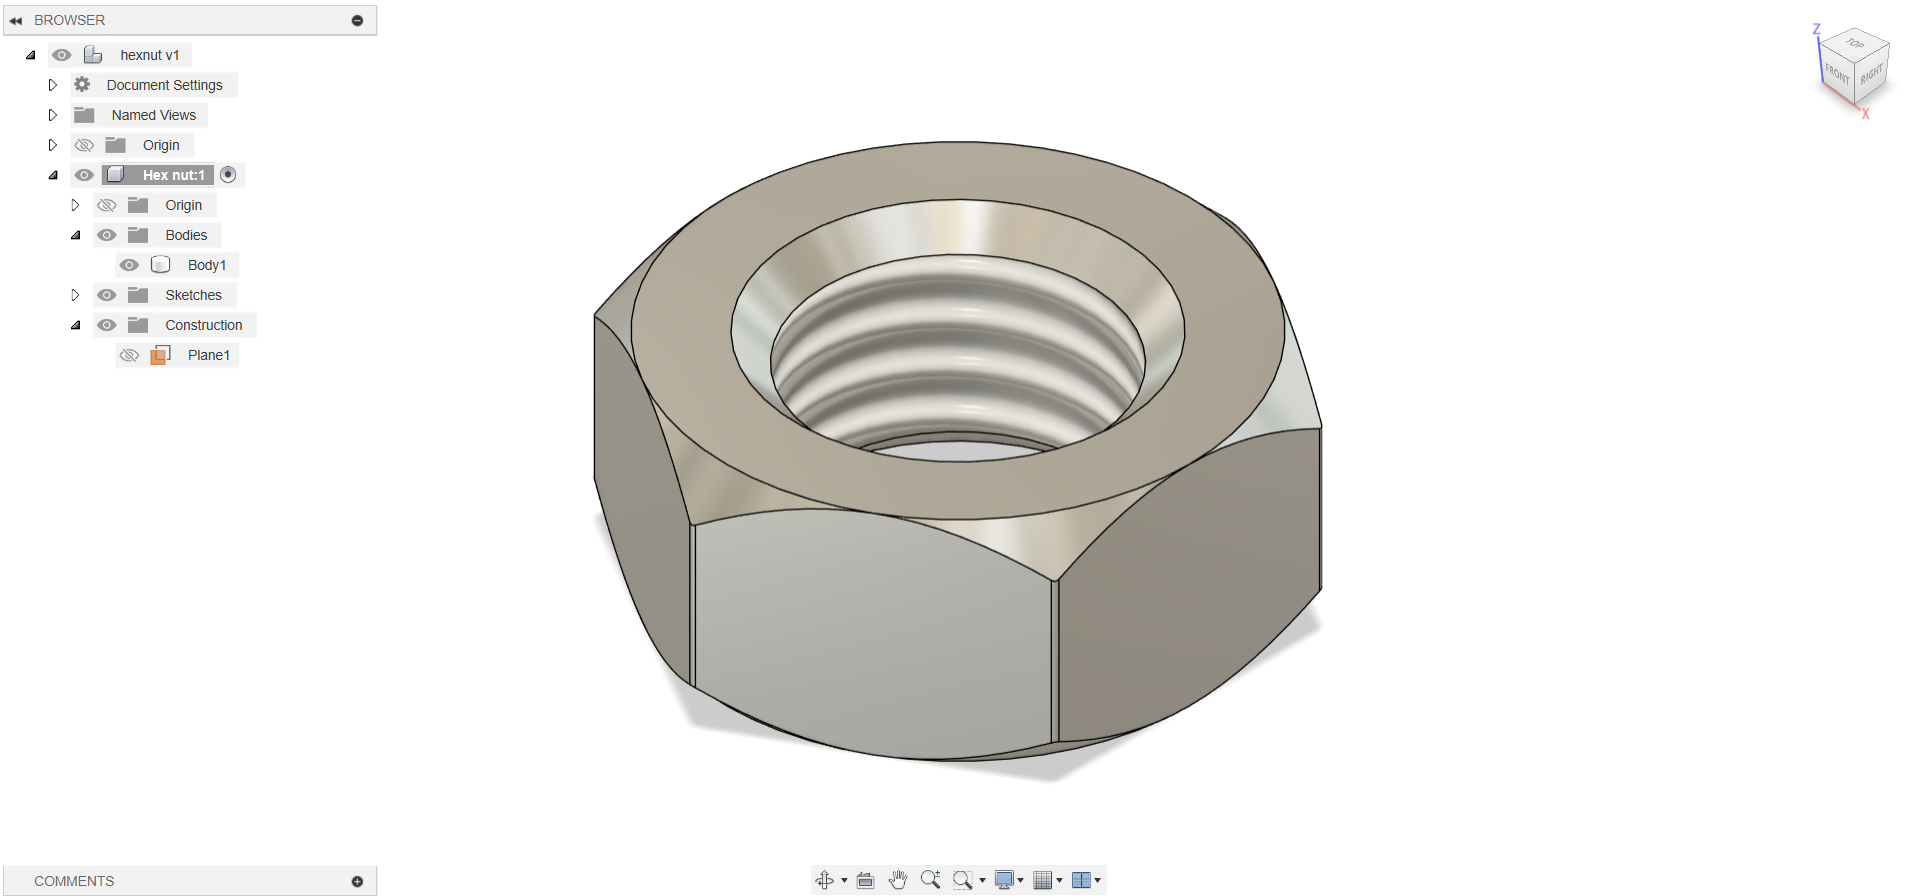 BROWSER
hexnut v1
Document Settings
Named Views
Origin
Hex nut:1
Origin
Bodies
Body1
Sketches
Construction
Plane1
COMMENTS
Z
TOP
FRONT
RIGHT
X